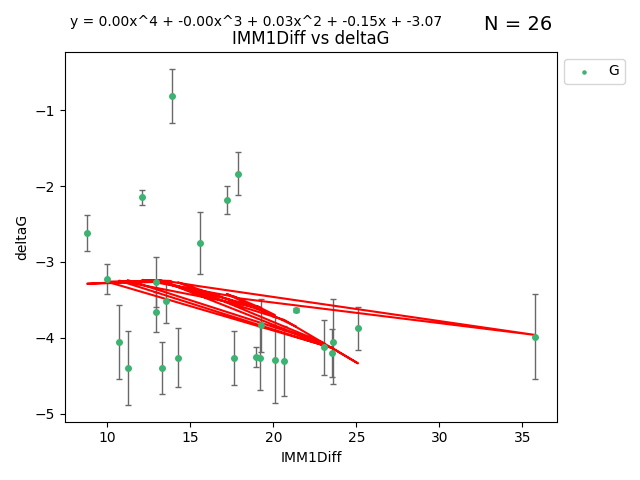 y = 0.00x^4 + -0.00x^3 + 0.03x^2 + -0.15x + -3.07
N = 26
IMM1Diff vs deltaG
G
−1
−2
−3
−4
−5
deltaG
10 15 20 25 30 35
IMM1Diff